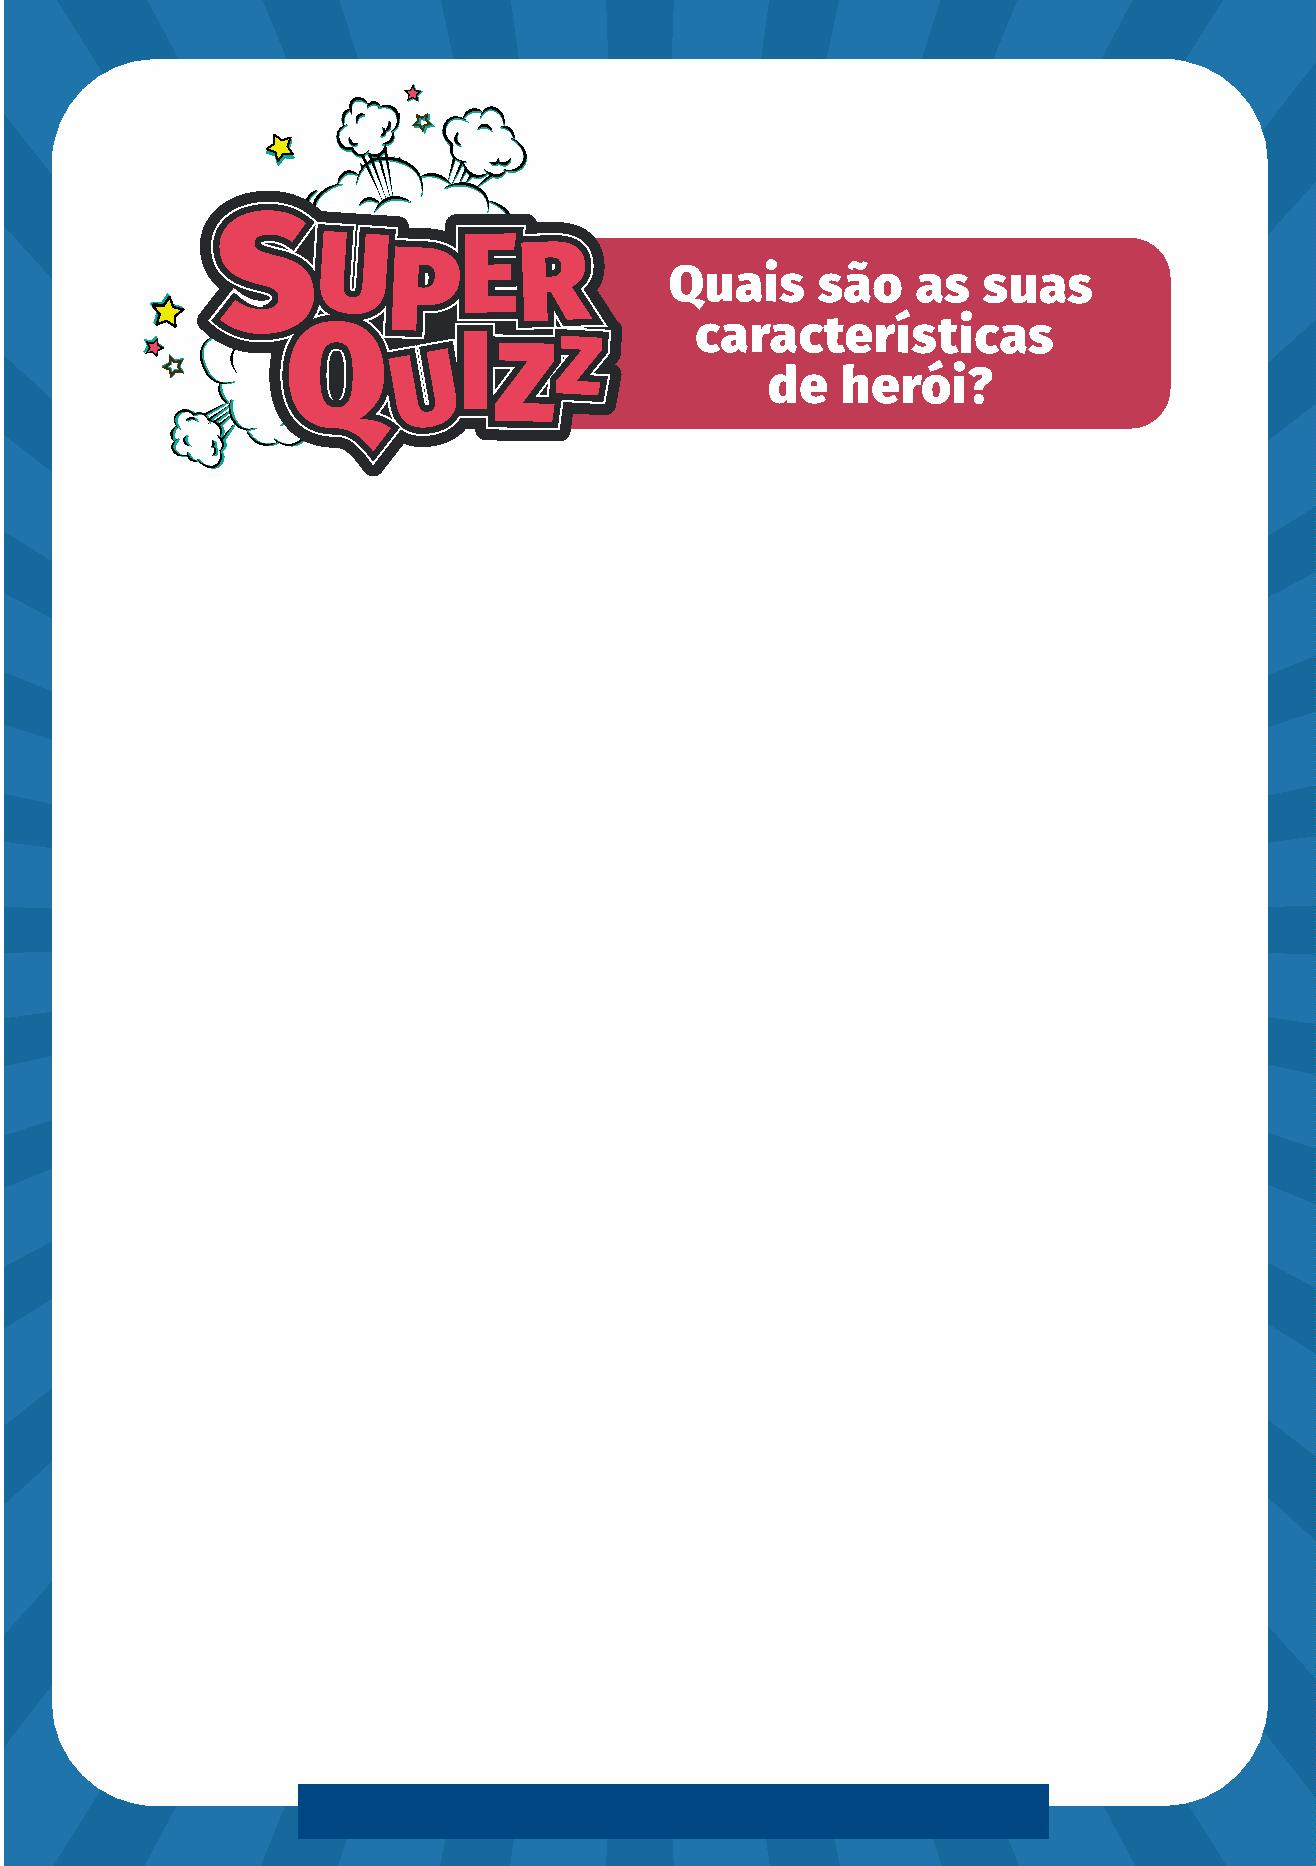 SUPER
QUIZZ
Quais são as suas
características
de herói?